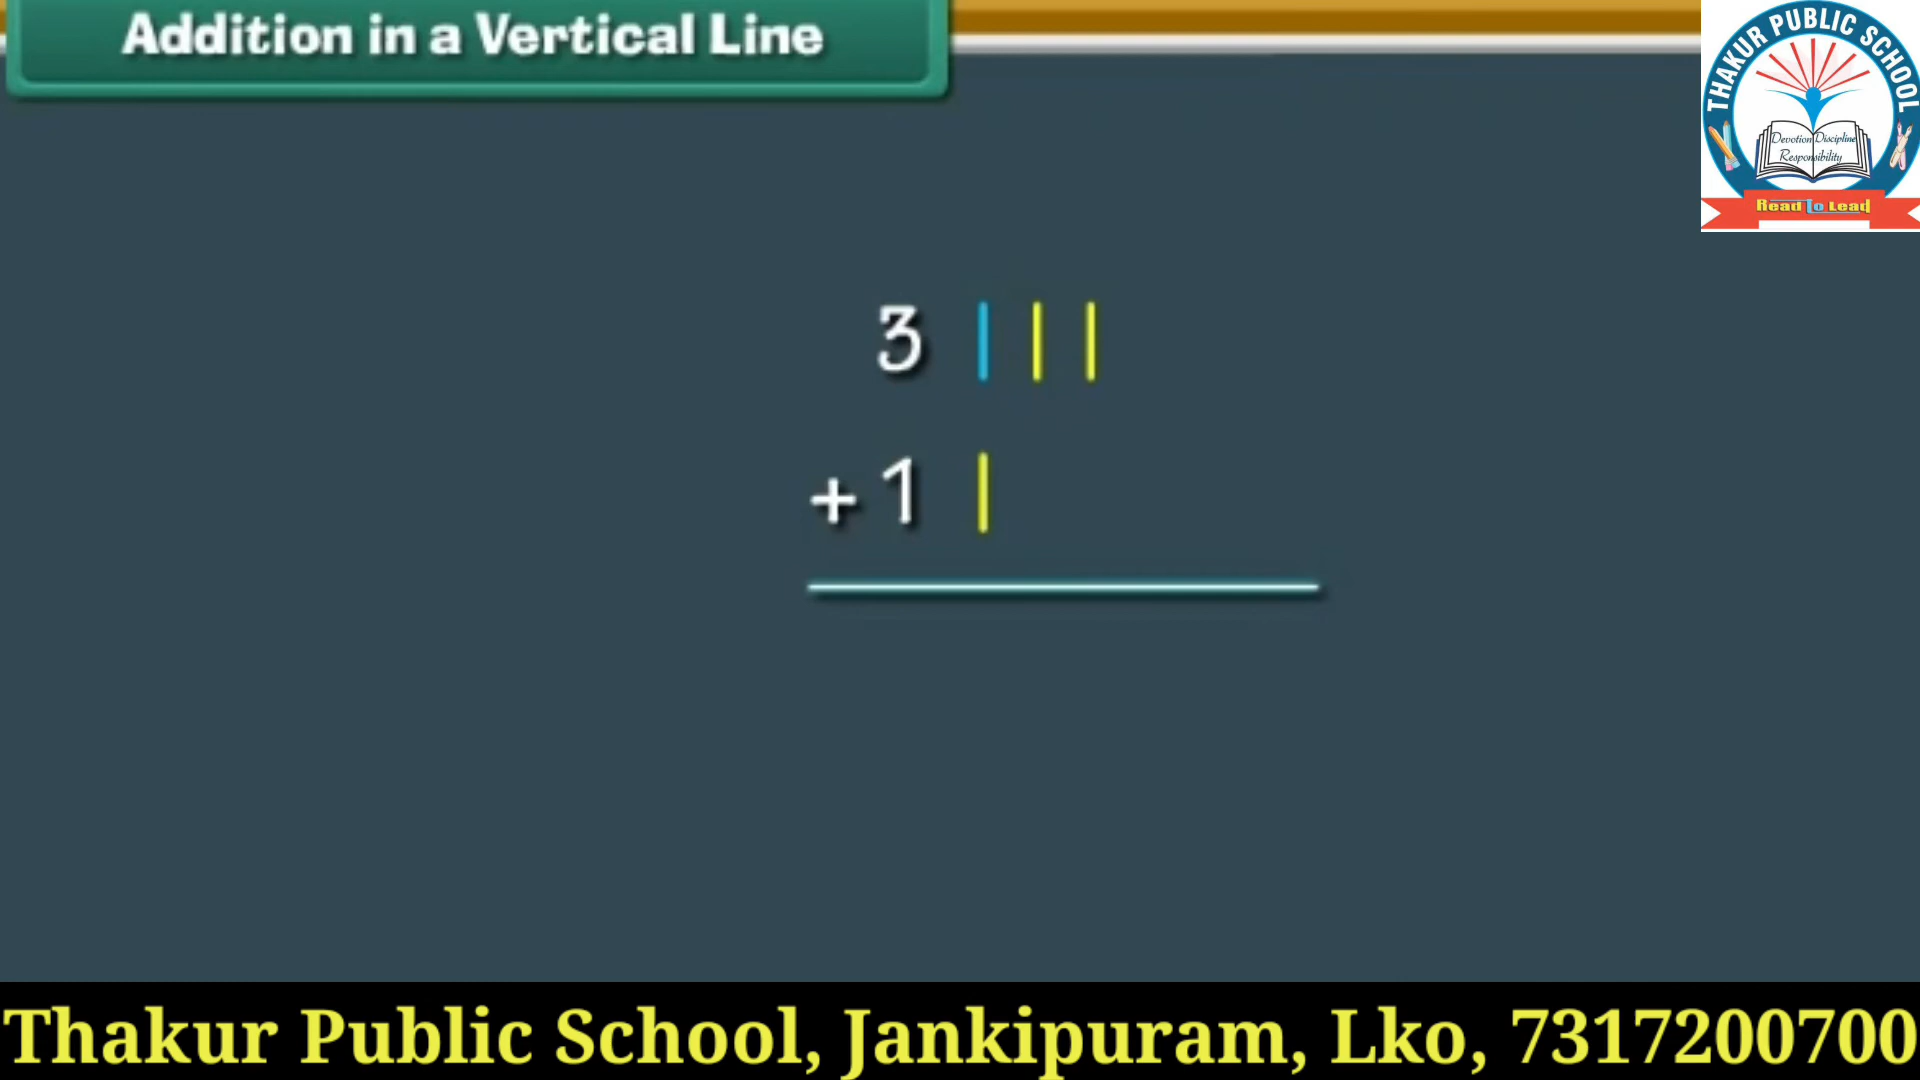 Addition in a Vertical Line
THAKUR PUBLIC SCHOOL
Devotion Discipline
Responsibility
Read To Lead
3
+ 1
Thakur Public School, Jankipuram, Lko, 7317200700